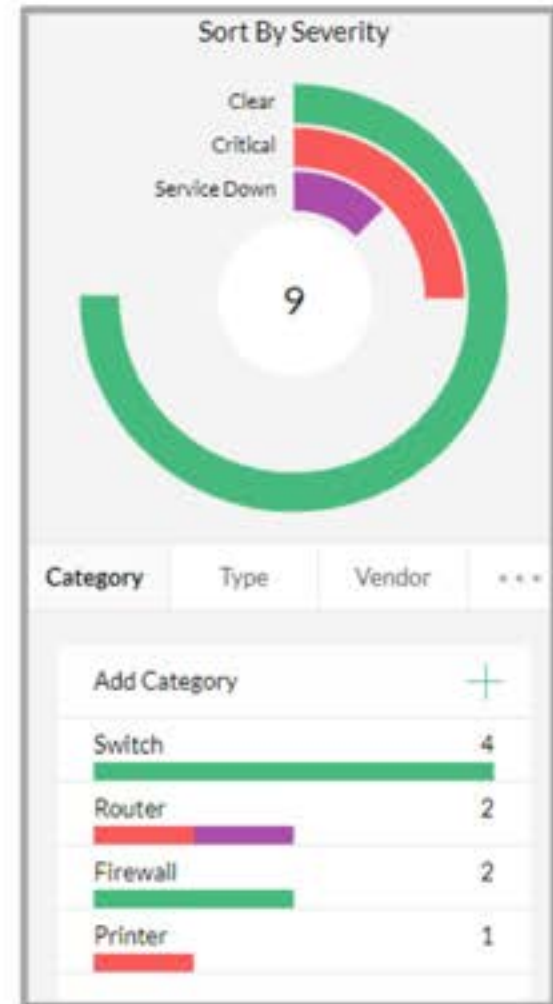 Sort By Severity
Clear
Critical
Service Down
9
Category Type Vendor ...
Add Category +
Switch 4
Router 2
Firewall 2
Printer 1